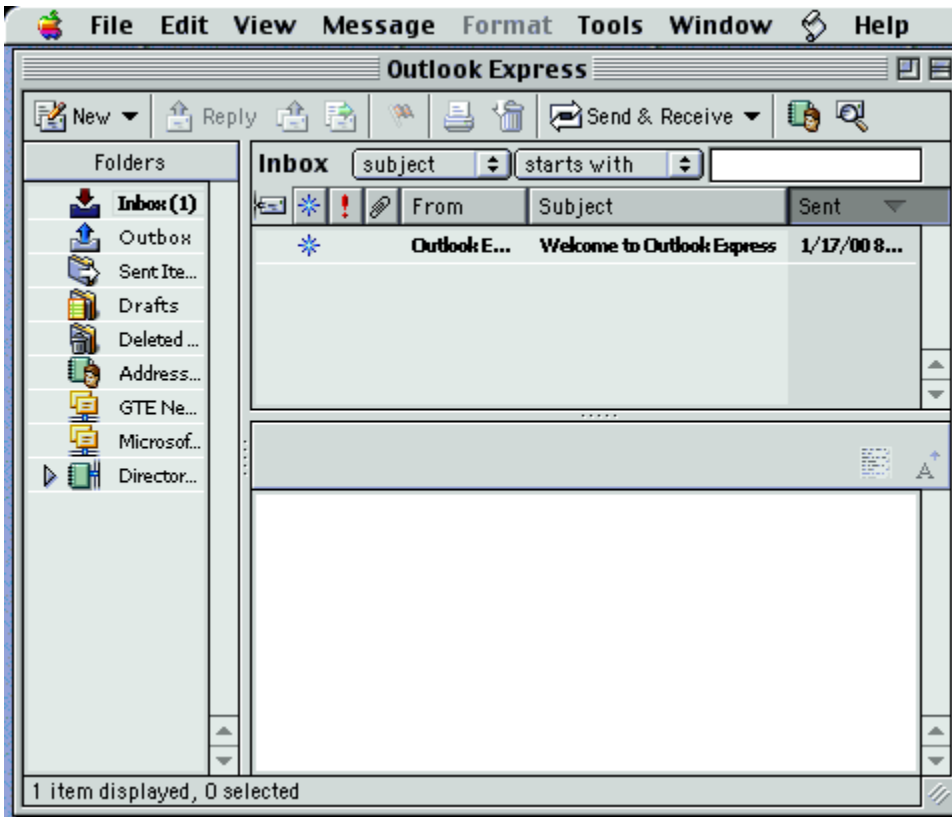 File Edit View Message Format Tools Window Help
Outlook Express
New Reply Send & Receive
Folders
Inbox (1)
Outbox
Sent Ite...
Drafts
Deleted ...
Address...
GTE Ne...
Microsof...
Director...
Inbox subject starts with
From Subject Sent
Outlook E... Welcome to Outlook Express 1/17/00 8...
1 item displayed, 0 selected